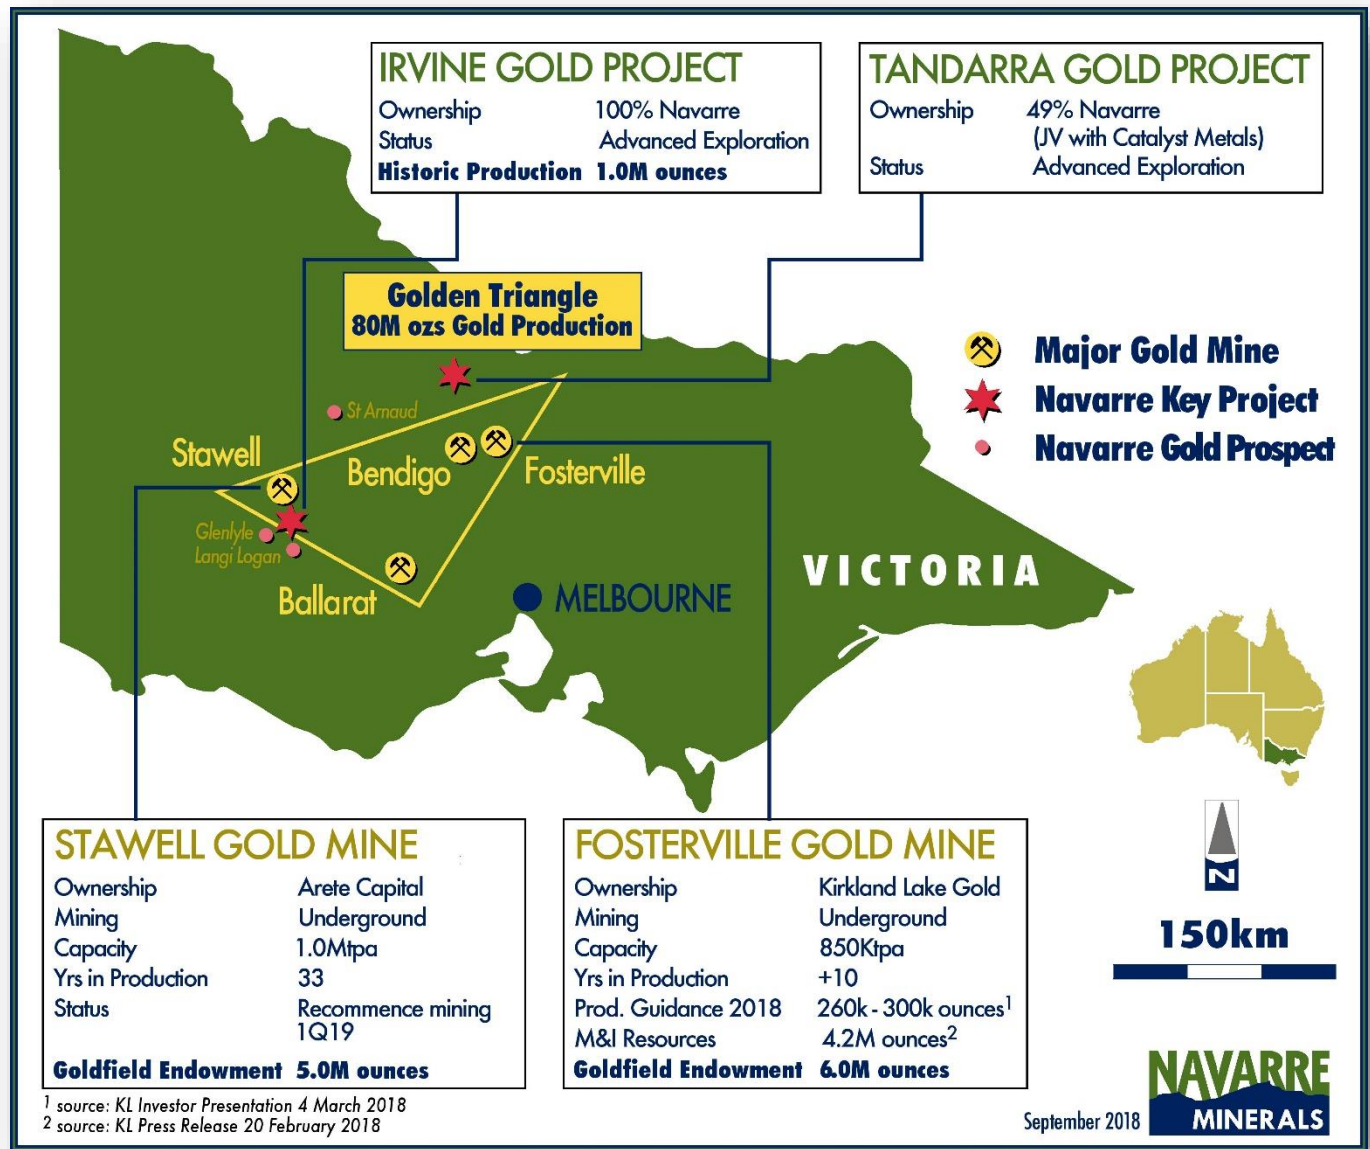 IRVINE GOLD PROJECT
Ownership 100% Navarre
Status Advanced Exploration
Historic Production 1.0M ounces
TANDARRA GOLD PROJECT
Ownership 49% Navarre
(JV with Catalyst Metals)
Status Advanced Exploration
Golden Triangle
80M ozs Gold Production
Major Gold Mine
Navarre Key Project
Navarre Gold Prospect
St Arnaud
Stawell
Bendigo
Fosterville
Glenlyle
Langi Logan
Ballarat
MELBOURNE
VICTORIA
STAWELL GOLD MINE
Ownership Arete Capital
Mining Underground
Capacity 1.0Mtpa
Yrs in Production 33
Status Recommence mining
1Q19
Goldfield Endowment 5.0M ounces
FOSTERVILLE GOLD MINE
Ownership Kirkland Lake Gold
Mining Underground
Capacity 850Ktpa
Yrs in Production +10
Prod. Guidance 2018 260k - 300k ounces¹
M&I Resources 4.2M ounces²
Goldfield Endowment 6.0M ounces
N
150km
¹ source: KL Investor Presentation 4 March 2018
² source: KL Press Release 20 February 2018
September 2018
NAVARRE
MINERALS